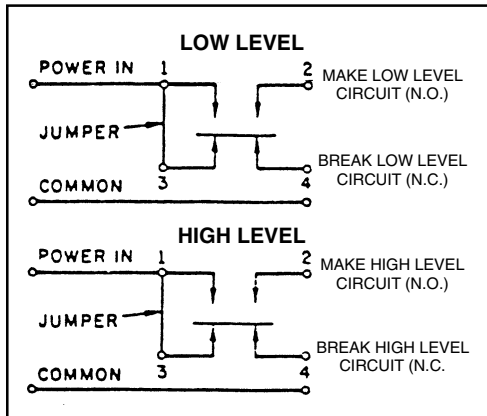 LOW LEVEL
POWER IN 1 2
MAKE LOW LEVEL
CIRCUIT (N.O.)
JUMPER
BREAK LOW LEVEL
CIRCUIT (N.C.)
3 4
COMMON
HIGH LEVEL
POWER IN 1 2
MAKE HIGH LEVEL
CIRCUIT (N.O.)
JUMPER
BREAK HIGH LEVEL
CIRCUIT (N.C.
3 4
COMMON